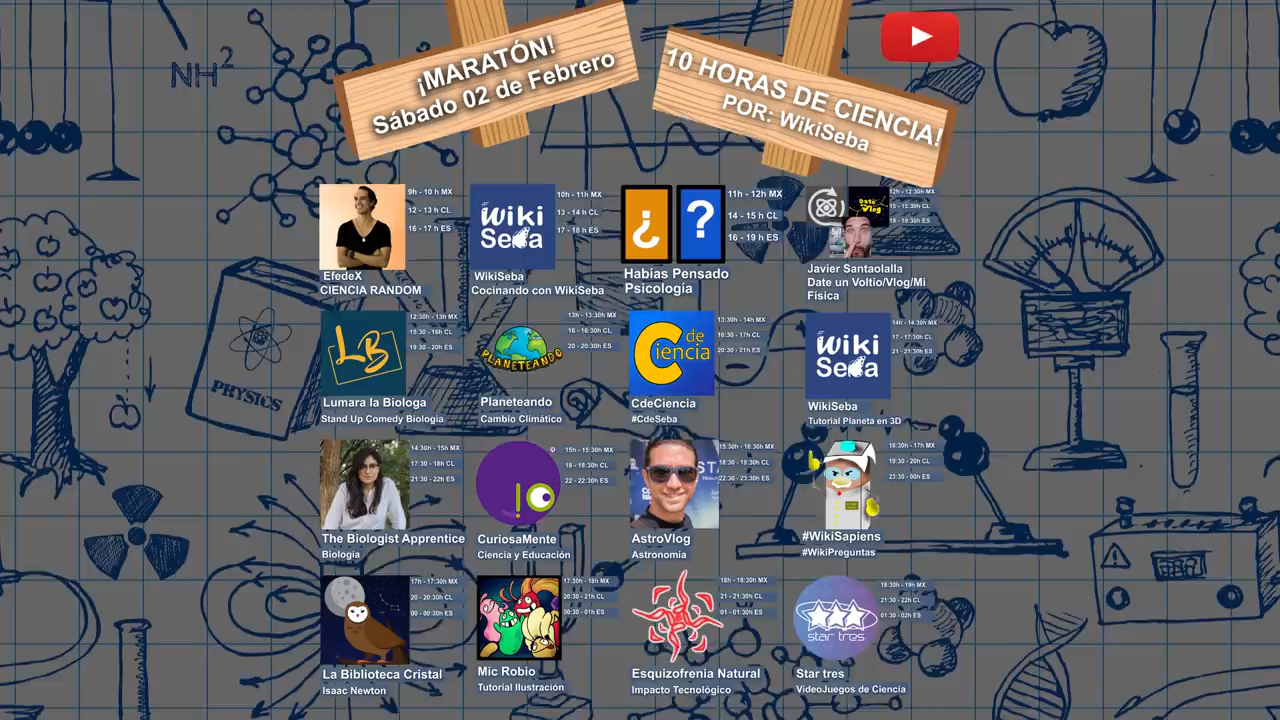 ¡MARATÓN!
Sábado 02 de Febrero
10 HORAS DE CIENCIA!
POR: WikiSeba
NH²
PHYSICS
9h - 10 h MX
12 - 13 h CL
16 - 17 h ES
EfedeX
CIENCIA RANDOM
wiki
Seba
10h - 11h MX
13 - 14 h CL
17 - 18 h ES
WikiSeba
Cocinando con WikiSeba
¿ ?
11h - 12h MX
14 - 15 h CL
16 - 19 h ES
Habías Pensado
Psicología
Date un
Vlog
12h - 12:30h MX
15 - 15:30h CL
19 - 19:30h ES
Javier Santaolalla
Date un Voltio/Vlog/Mi
Física
LB
12:30h - 13h MX
15:30 - 16h CL
19:30 - 20h ES
Lumara la Biologa
Stand Up Comedy Biologia
PLANETEANDO
13h - 13:30h MX
16 - 16:30h CL
20 - 20:30h ES
Planeteando
Cambio Climático
C de
iencia
13:30h - 14h MX
16:30 - 17h CL
20:30 - 21h ES
CdeCiencia
#CdeSeba
wiki
Seba
14h - 14:30h MX
17 - 17:30h CL
21 - 21:30h ES
WikiSeba
Tutorial Planeta en 3D
14:30h - 15h MX
17:30 - 18h CL
21:30 - 22h ES
The Biologist Apprentice
Biología
15h - 15:30h MX
18 - 18:30h CL
22 - 22:30h ES
CuriosaMente
Ciencia y Educación
15:30h - 16:30h MX
18:30 - 19:30h CL
22:30 - 23:30h ES
AstroVlog
Astronomía
16:30h - 17h MX
19:30 - 20h CL
23:30 - 00h ES
#WikiSapiens
#WikiPreguntas
17h - 17:30h MX
20 - 20:30h CL
00 - 00:30h ES
La Biblioteca Cristal
Isaac Newton
17:30h - 18h MX
20:30 - 21h CL
00:30 - 01h ES
Mic Robio
Tutorial Ilustración
18h - 18:30h MX
21 - 21:30h CL
01 - 01:30h ES
Esquizofrenia Natural
Impacto Tecnológico
star tres
18:30h - 19h MX
21:30 - 22h CL
01:30 - 02h ES
Star tres
VideoJuegos de Ciencia